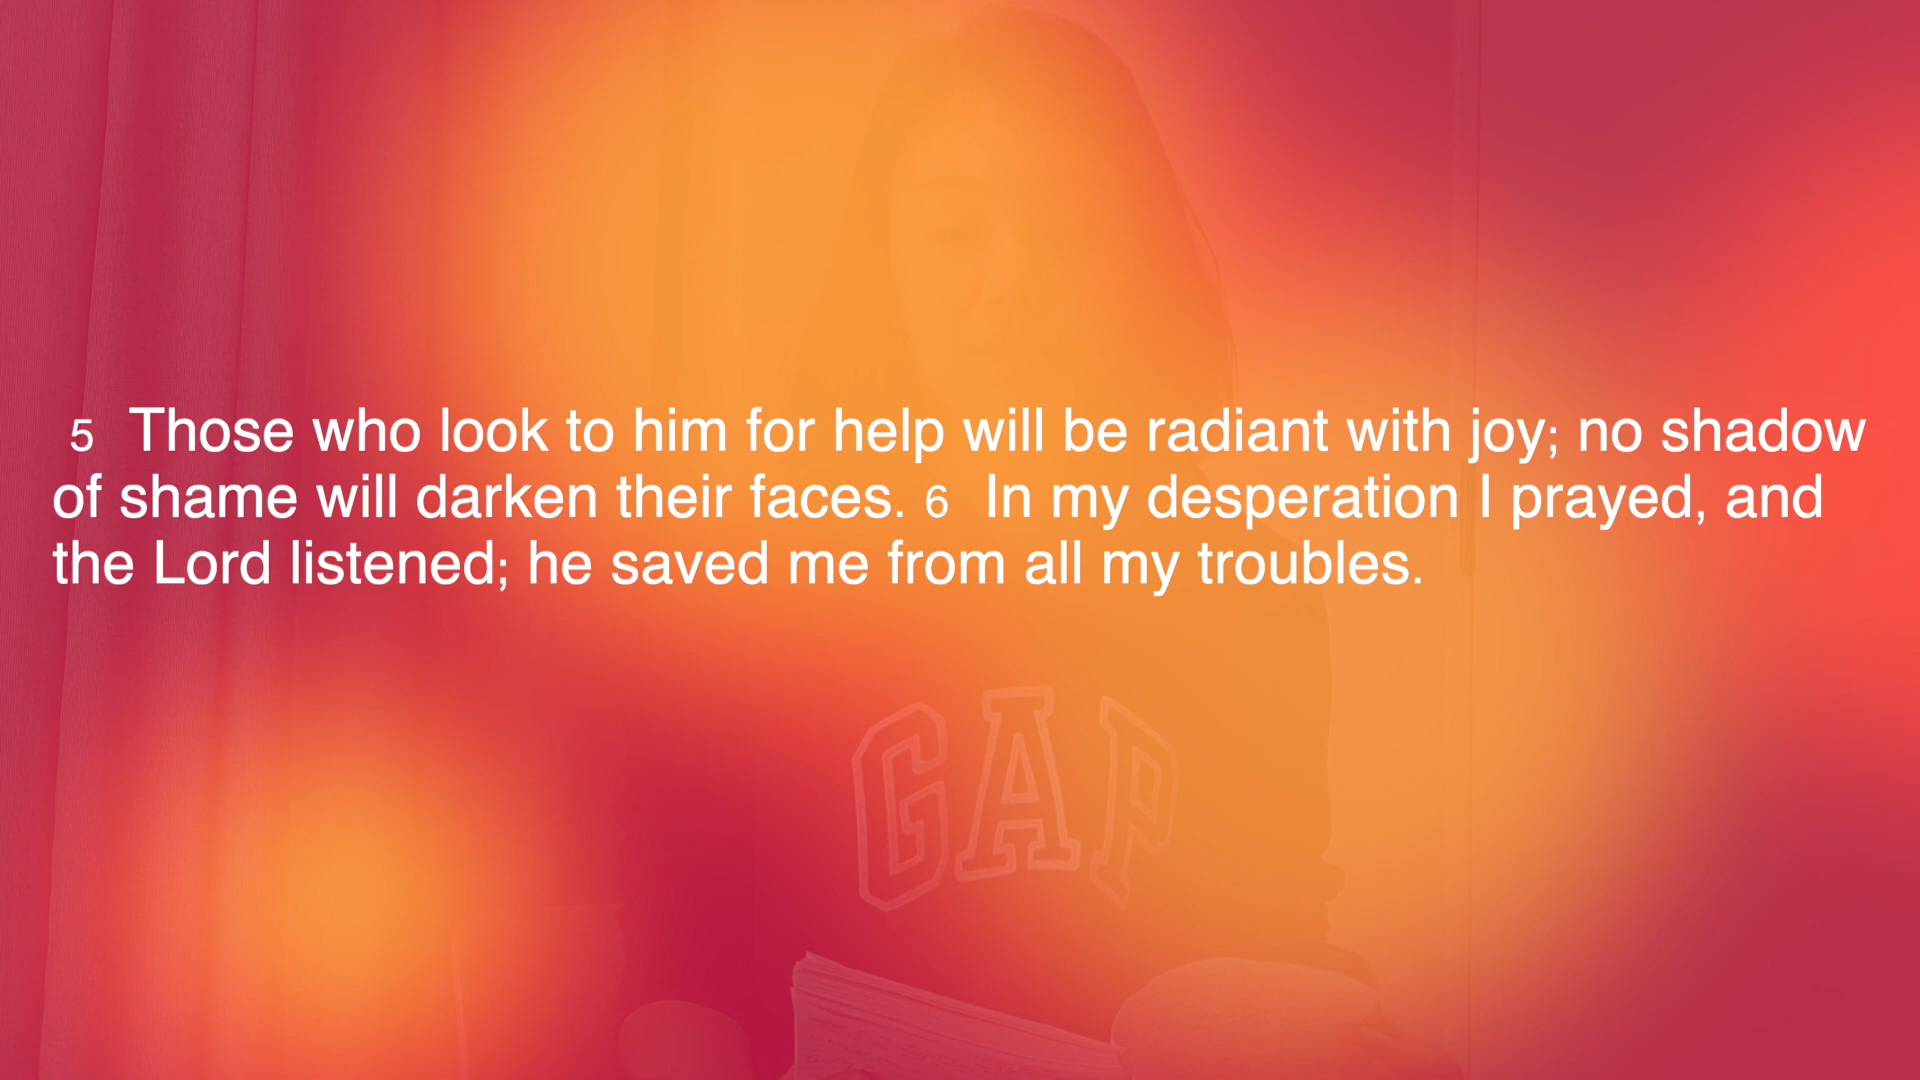 5 Those who look to him for help will be radiant with joy; no shadow
of shame will darken their faces. 6 In my desperation I prayed, and
the Lord listened; he saved me from all my troubles.
GAP